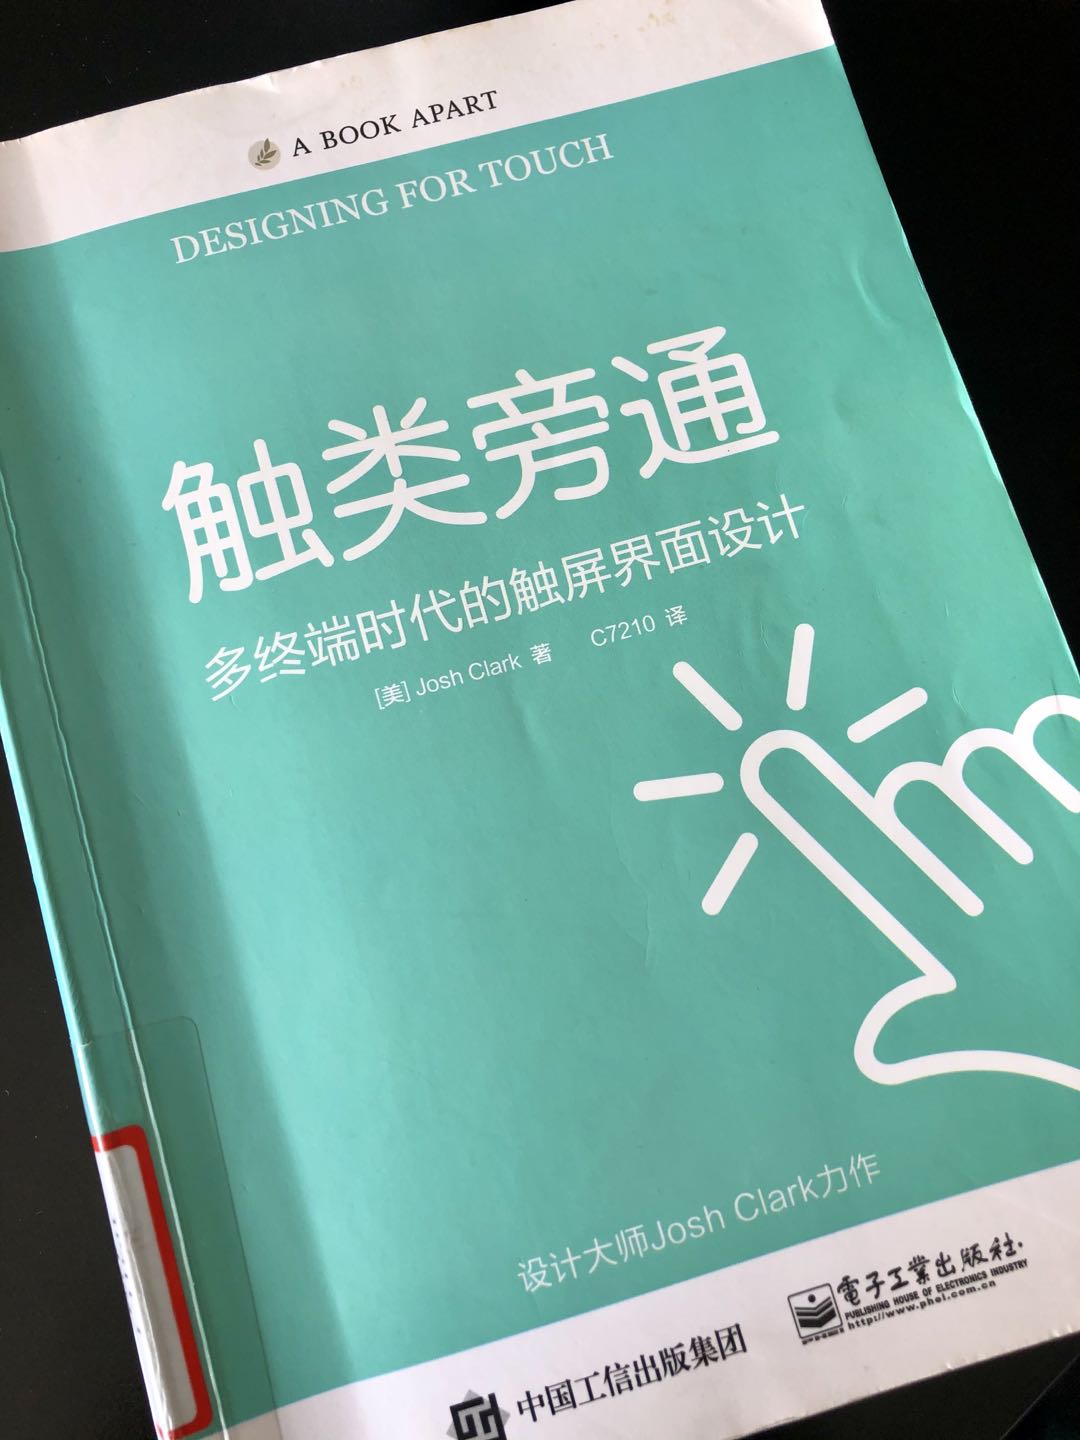 A BOOK APART
DESIGNING FOR TOUCH
触类旁通
多终端时代的触屏界面设计
[美] Josh Clark 著 C7210 译
设计大师Josh Clark力作
中国工信出版集团
電子工業出版社.
PUBLISHING HOUSE OF ELECTRONICS INDUSTRY
http://www.phei.com.cn